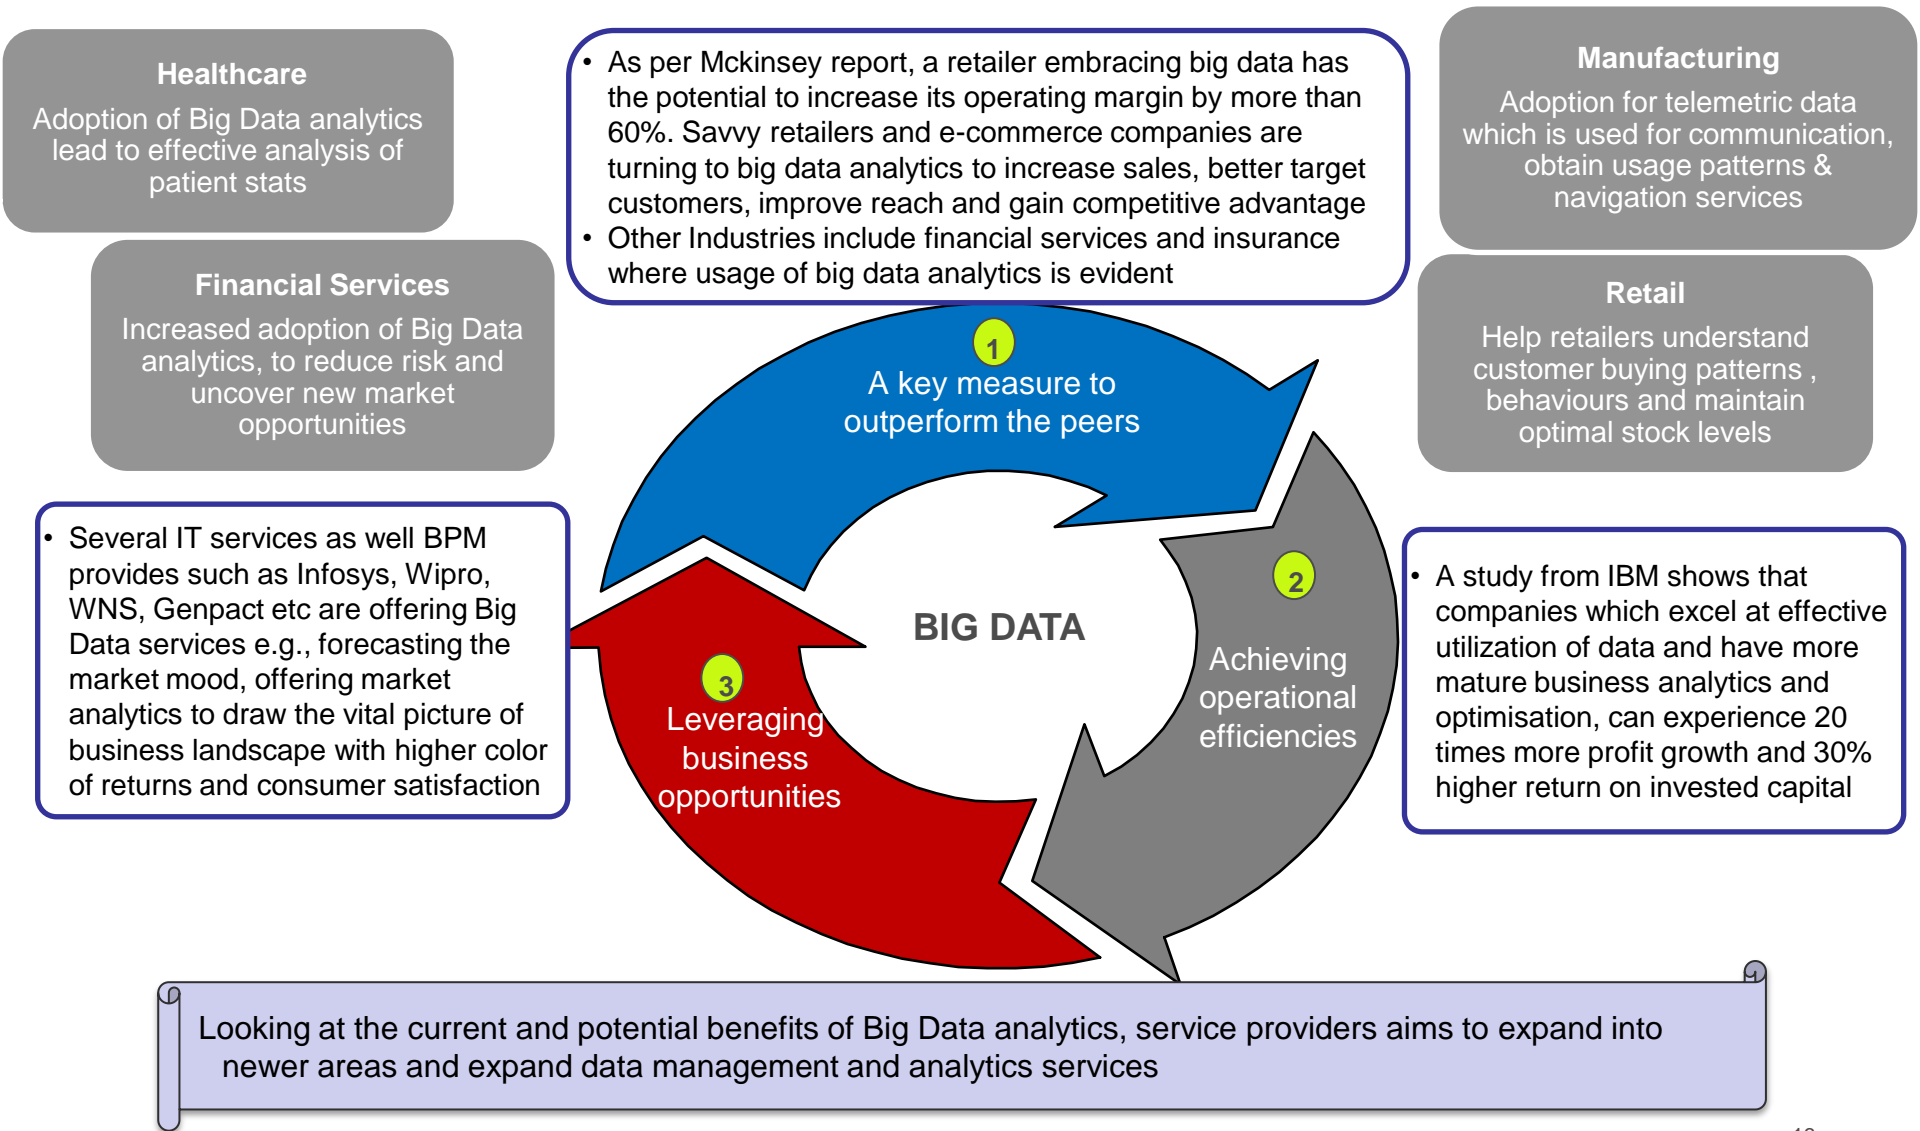 Healthcare
Adoption of Big Data analytics
lead to effective analysis of
patient stats
Financial Services
Increased adoption of Big Data
analytics, to reduce risk and
uncover new market
opportunities
• As per Mckinsey report, a retailer embracing big data has
the potential to increase its operating margin by more than
60%. Savvy retailers and e-commerce companies are
turning to big data analytics to increase sales, better target
customers, improve reach and gain competitive advantage
• Other Industries include financial services and insurance
where usage of big data analytics is evident
Manufacturing
Adoption for telemetric data
which is used for communication,
obtain usage patterns &
navigation services
Retail
Help retailers understand
customer buying patterns ,
behaviours and maintain
optimal stock levels
1
A key measure to
outperform the peers
• Several IT services as well BPM
provides such as Infosys, Wipro,
WNS, Genpact etc are offering Big
Data services e.g., forecasting the
market mood, offering market
analytics to draw the vital picture of
business landscape with higher color
of returns and consumer satisfaction
BIG DATA
2
Achieving
operational
efficiencies
3
Leveraging
business
opportunities
• A study from IBM shows that
companies which excel at effective
utilization of data and have more
mature business analytics and
optimisation, can experience 20
times more profit growth and 30%
higher return on invested capital
Looking at the current and potential benefits of Big Data analytics, service providers aims to expand into
newer areas and expand data management and analytics services